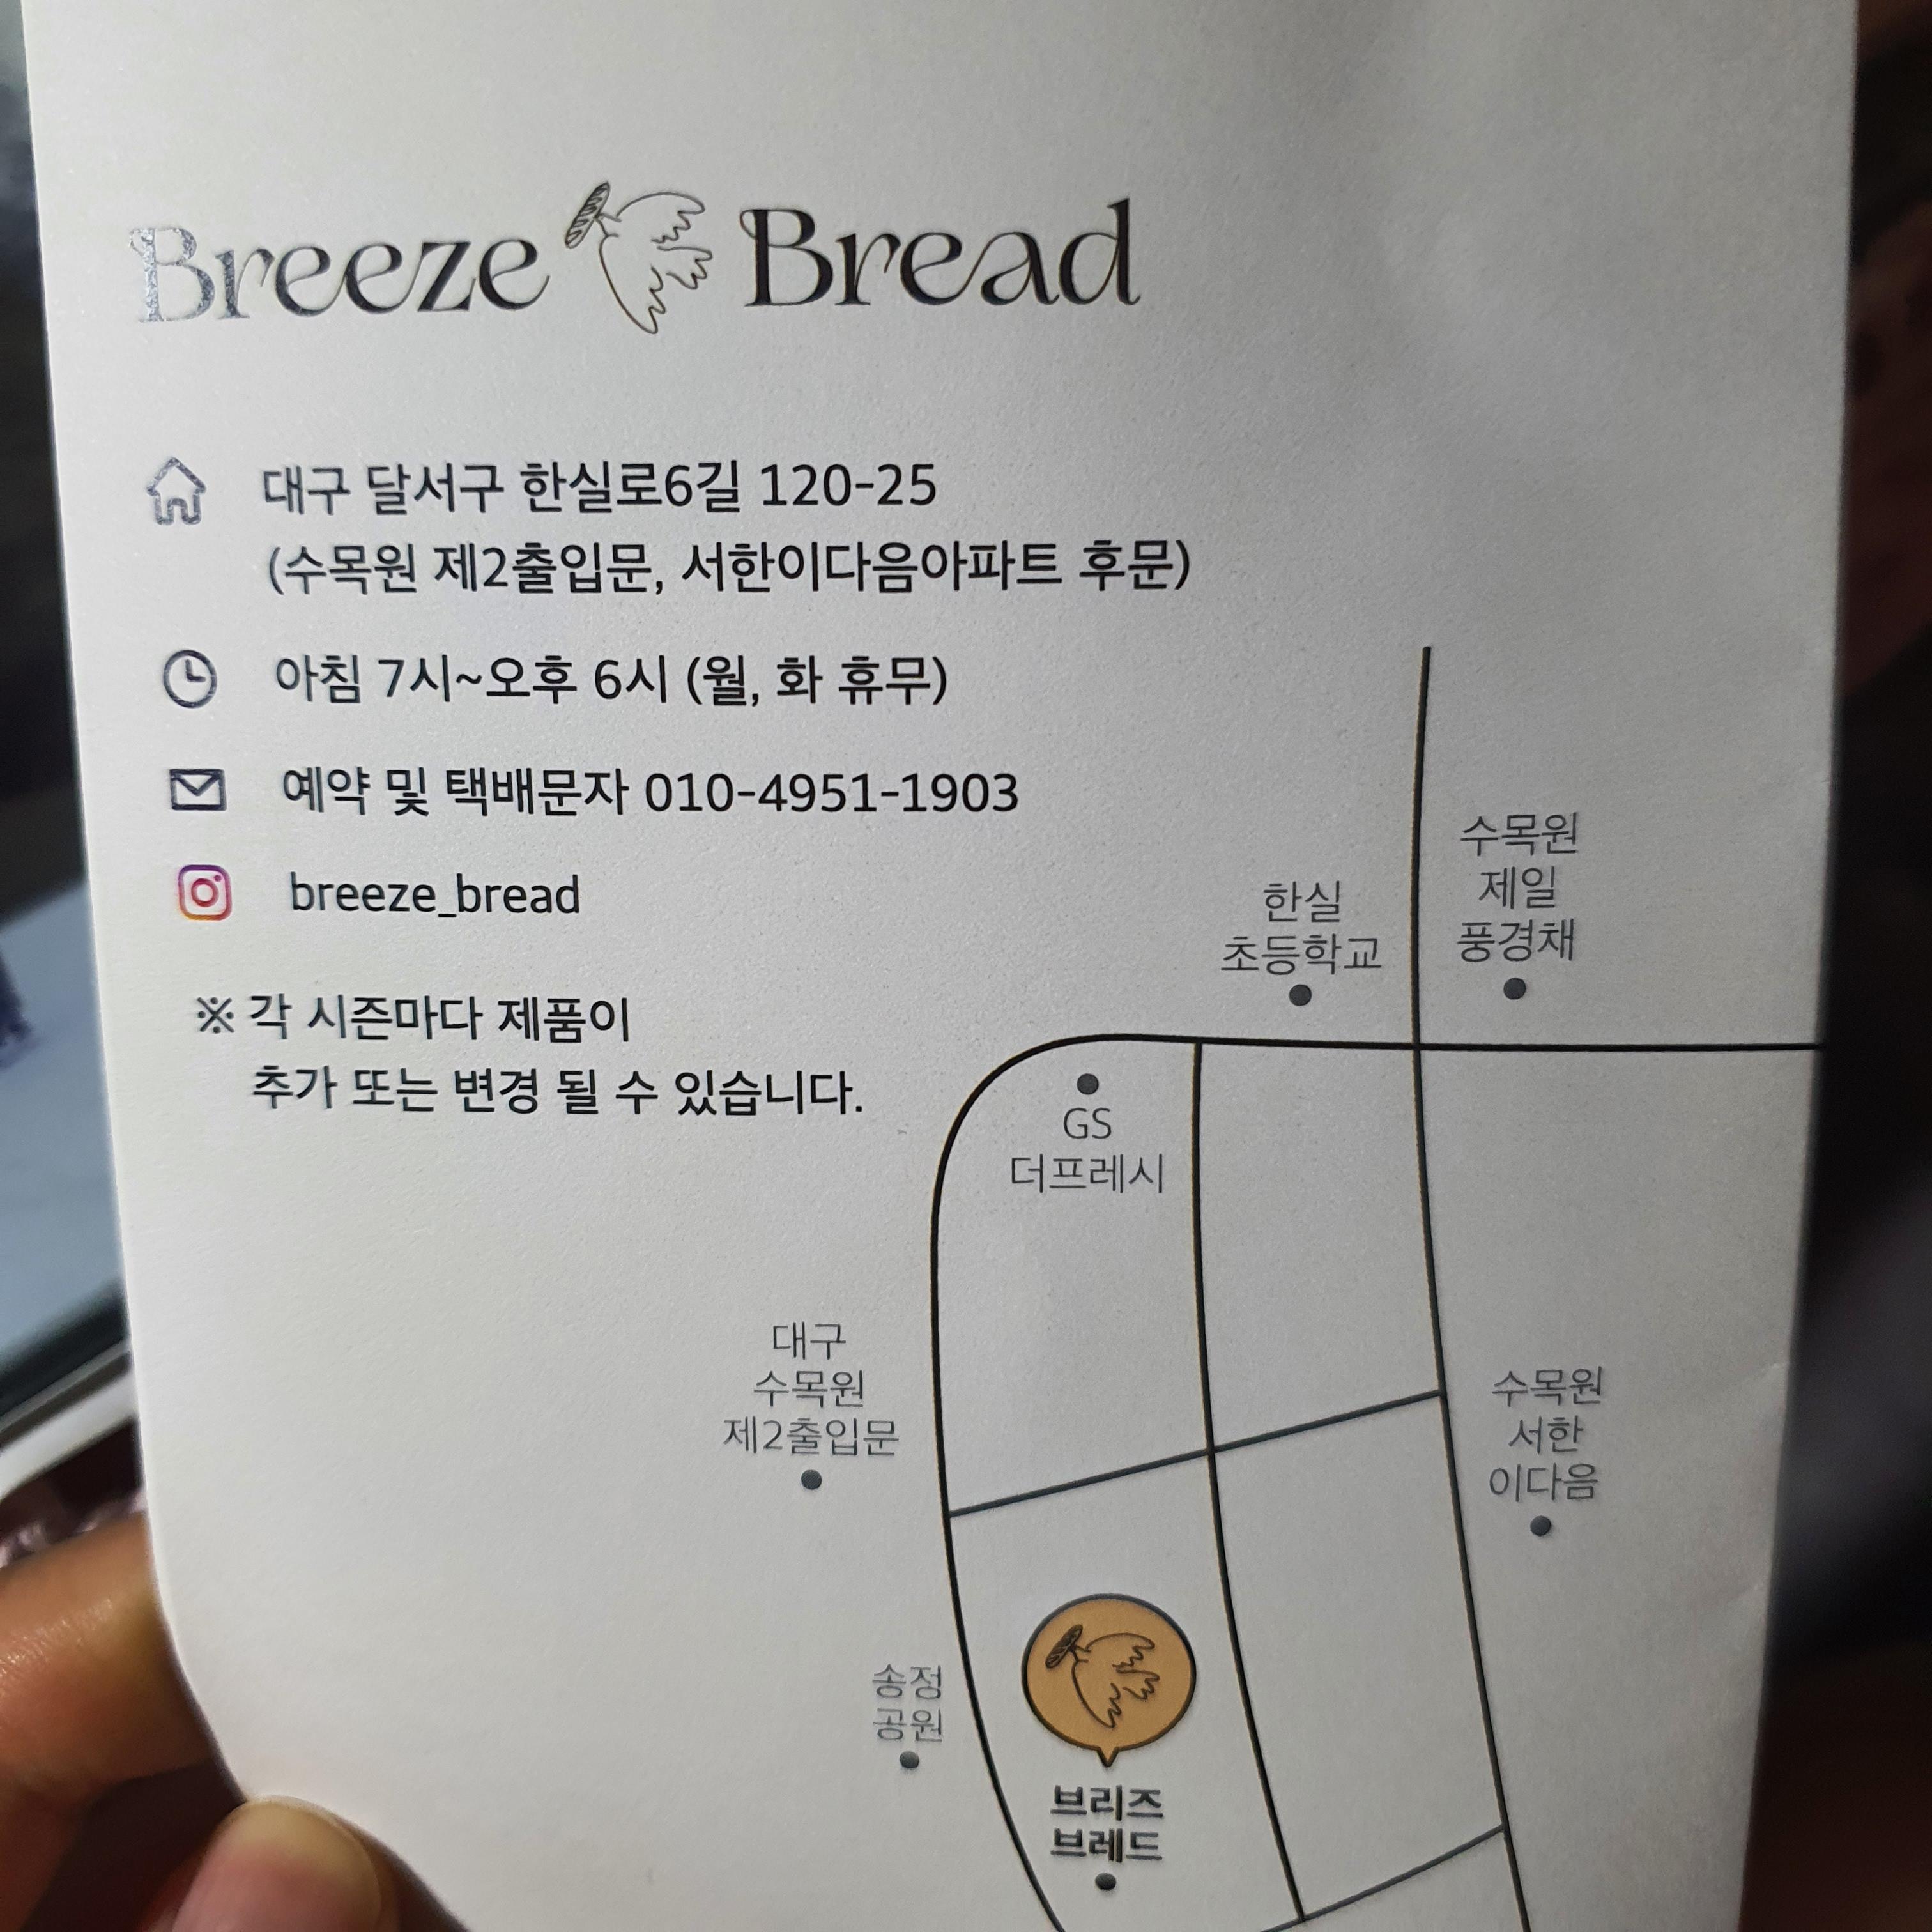 Breeze Bread
대구 달서구 한실로6길 120-25
(수목원 제2출입문, 서한이다음아파트 후문)
아침 7시~오후 6시 (월, 화 휴무)
예약 및 택배문자 010-4951-1903
breeze_bread
※ 각 시즌마다 제품이
추가 또는 변경 될 수 있습니다.
수목원
제일
풍경채
한실
초등학교
GS
더프레시
대구
수목원
제2출입문
수목원
서한
이다음
송정
공원
브리즈
브레드